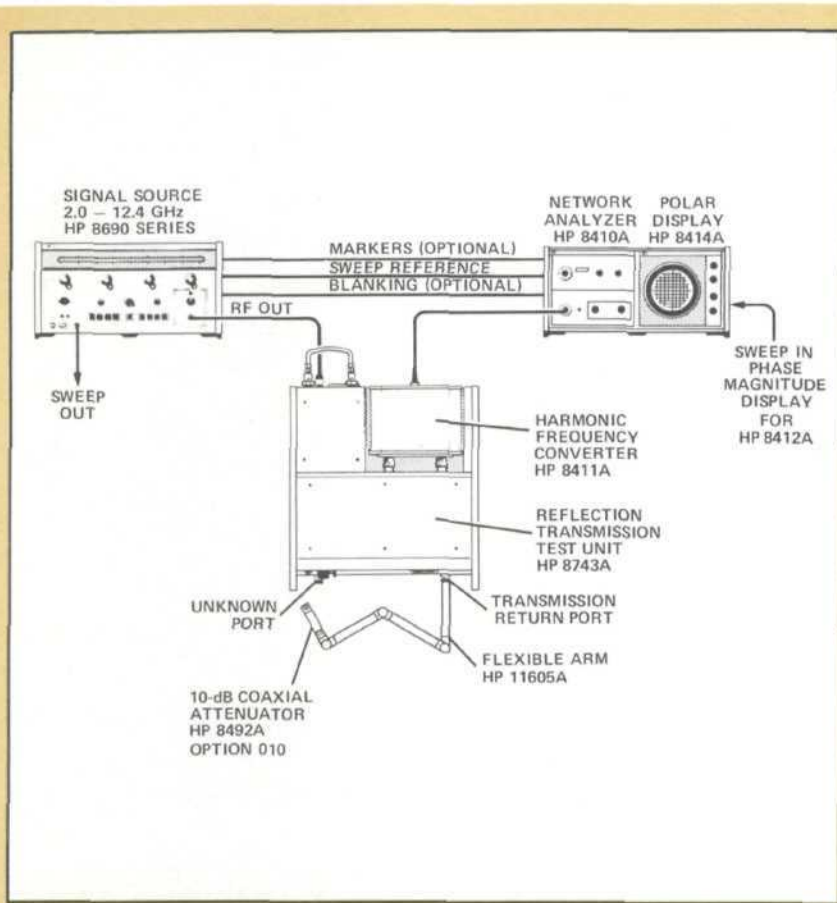 SIGNAL SOURCE
2.0 – 12.4 GHz
HP 8690 SERIES
NETWORK
ANALYZER
HP 8410A
POLAR
DISPLAY
HP 8414A
MARKERS (OPTIONAL)
SWEEP REFERENCE
BLANKING (OPTIONAL)
RF OUT
SWEEP
OUT
SWEEP IN
PHASE
MAGNITUDE
DISPLAY
FOR
HP 8412A
HARMONIC
FREQUENCY
CONVERTER
HP 8411A
REFLECTION
TRANSMISSION
TEST UNIT
HP 8743A
UNKNOWN
PORT
TRANSMISSION
RETURN PORT
FLEXIBLE ARM
HP 11605A
10-dB COAXIAL
ATTENUATOR
HP 8492A
OPTION 010